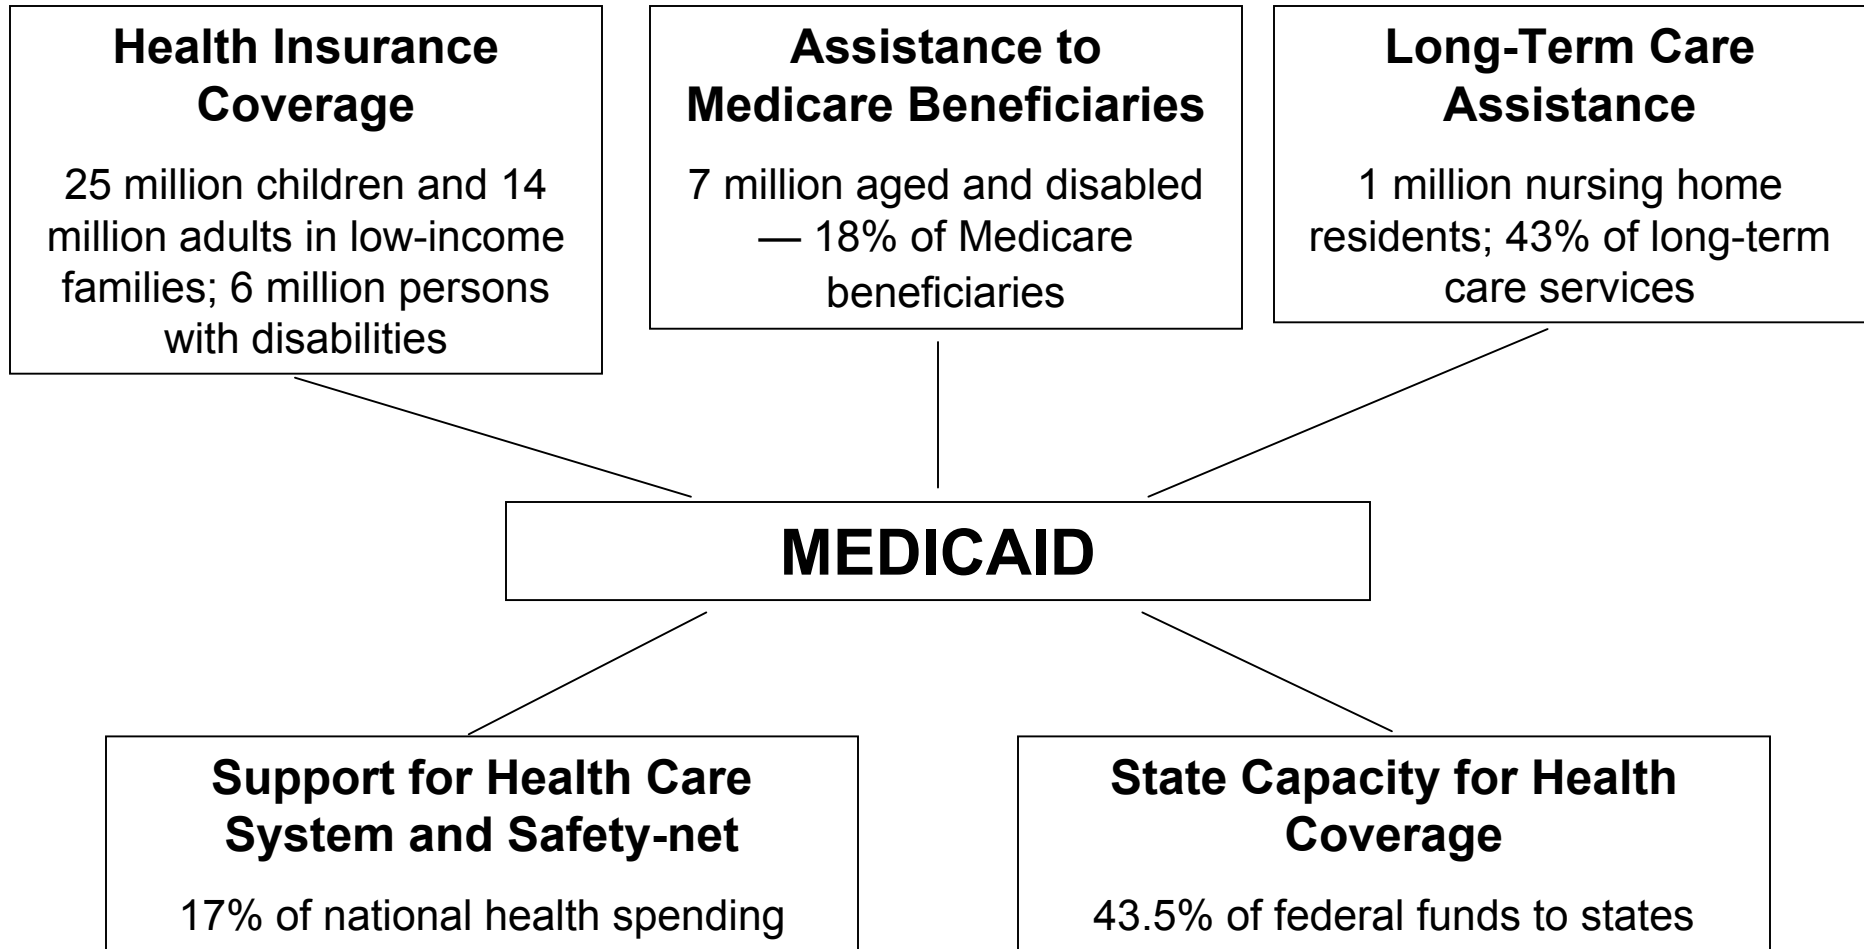 Health Insurance
Coverage
25 million children and 14
million adults in low-income
families; 6 million persons
with disabilities
Assistance to
Medicare Beneficiaries
7 million aged and disabled
— 18% of Medicare
beneficiaries
Long-Term Care
Assistance
1 million nursing home
residents; 43% of long-term
care services
MEDICAID
Support for Health Care
System and Safety-net
17% of national health spending
State Capacity for Health
Coverage
43.5% of federal funds to states